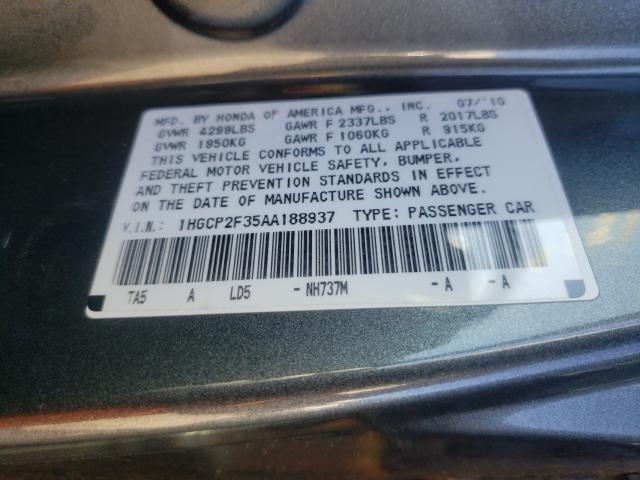 MFD. BY HONDA OF AMERICA MFG., INC. 07/'10
GVWR 4299LBS GAWR F 2337LBS R 2017LBS
GVWR 1950KG GAWR F 1060KG R 915KG
THIS VEHICLE CONFORMS TO ALL APPLICABLE
FEDERAL MOTOR VEHICLE SAFETY, BUMPER,
AND THEFT PREVENTION STANDARDS IN EFFECT
ON THE DATE OF MANUFACTURE SHOWN ABOVE.
V.I.N.: 1HGCP2F35AA188937 TYPE: PASSENGER CAR
TA5 A LD5 -NH737M -A -A